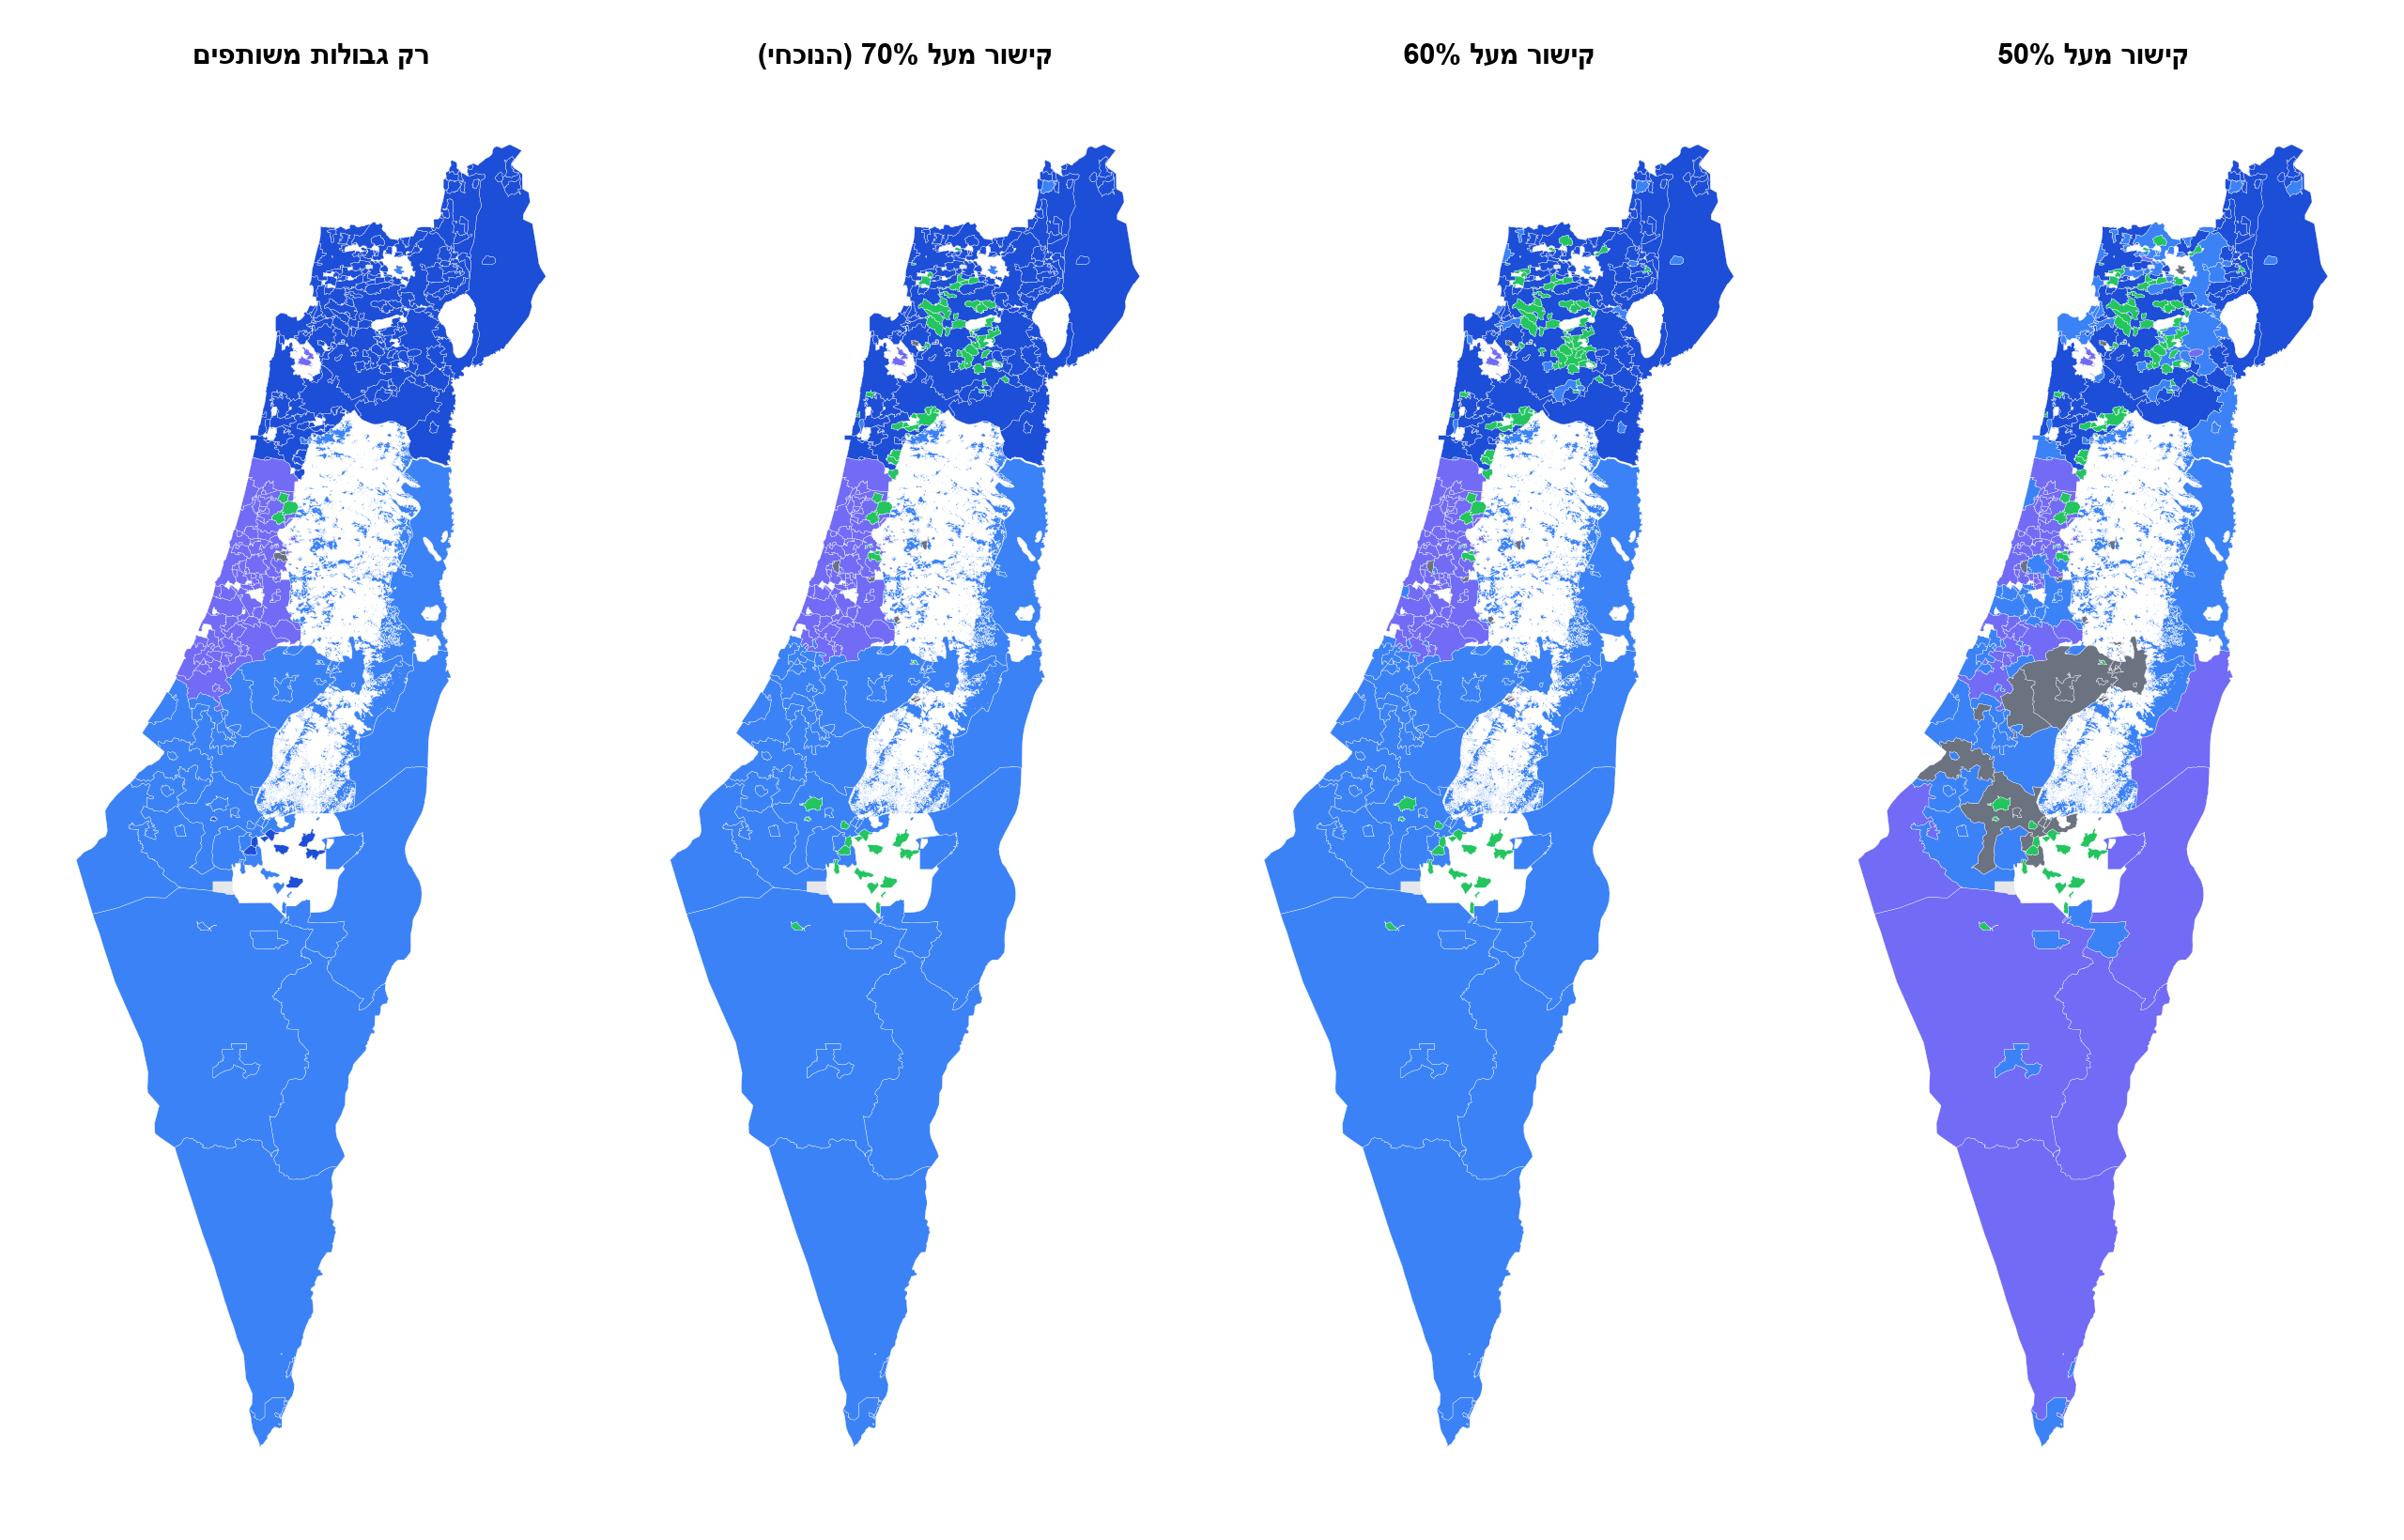 קישור מעל 50%
קישור מעל 60%
קישור מעל 70% (הנוכחי)
רק גבולות משותפים